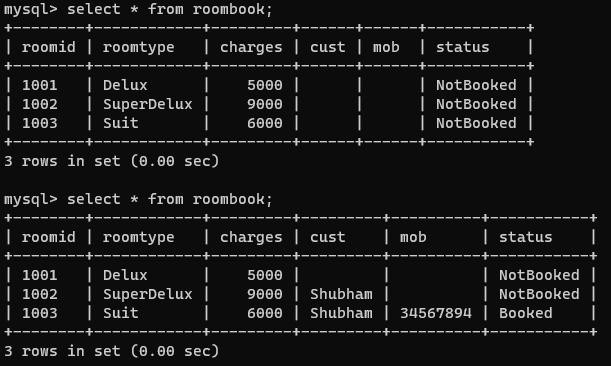 mysql> select * from roombook;
+--------+------------+---------+------+-----+-----------+
| roomid | roomtype   | charges | cust | mob | status    |
+--------+------------+---------+------+-----+-----------+
| 1001   | Delux      |    5000 |      |     | NotBooked |
| 1002   | SuperDelux |    9000 |      |     | NotBooked |
| 1003   | Suit       |    6000 |      |     | NotBooked |
+--------+------------+---------+------+-----+-----------+
3 rows in set (0.00 sec)

mysql> select * from roombook;
+--------+------------+---------+---------+----------+-----------+
| roomid | roomtype   | charges | cust    | mob      | status    |
+--------+------------+---------+---------+----------+-----------+
| 1001   | Delux      |    5000 |         |          | NotBooked |
| 1002   | SuperDelux |    9000 | Shubham |          | NotBooked |
| 1003   | Suit       |    6000 | Shubham | 34567894 | Booked    |
+--------+------------+---------+---------+----------+-----------+
3 rows in set (0.00 sec)